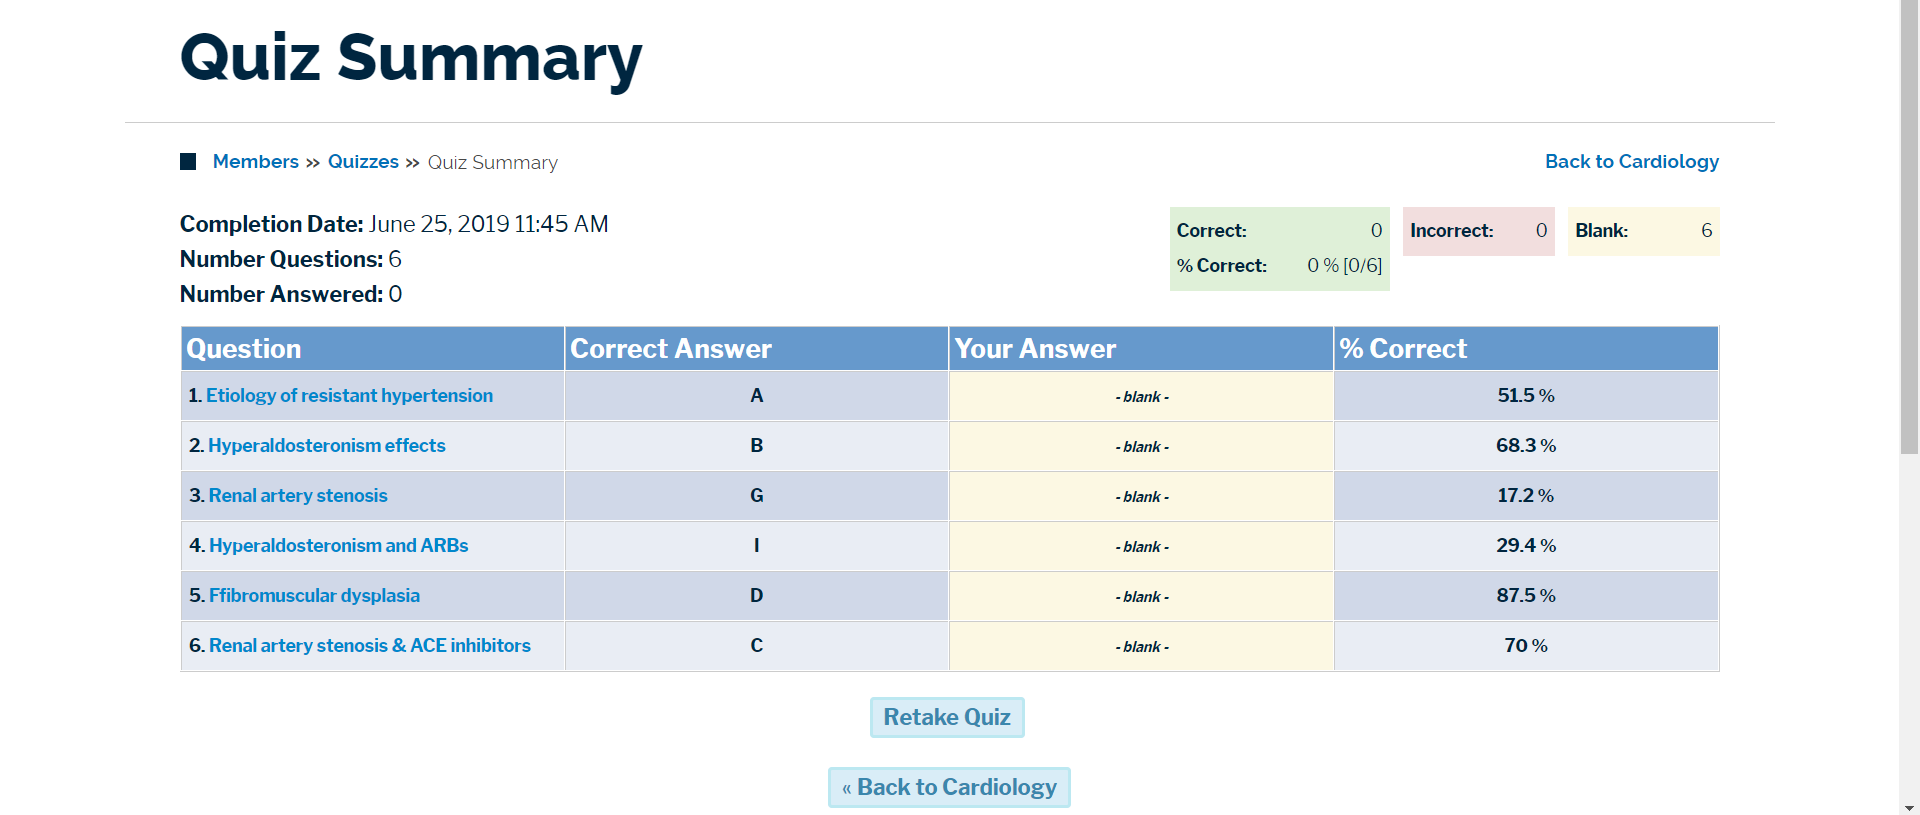 Quiz Summary
Members » Quizzes » Quiz Summary
Back to Cardiology
Completion Date: June 25, 2019 11:45 AM
Number Questions: 6
Number Answered: 0
Correct: 0
% Correct: 0 % [0/6]
Incorrect: 0
Blank: 6
Question Correct Answer Your Answer % Correct
1. Etiology of resistant hypertension A - blank - 51.5 %
2. Hyperaldosteronism effects B - blank - 68.3 %
3. Renal artery stenosis G - blank - 17.2 %
4. Hyperaldosteronism and ARBs I - blank - 29.4 %
5. Ffibromuscular dysplasia D - blank - 87.5 %
6. Renal artery stenosis & ACE inhibitors C - blank - 70 %
Retake Quiz
« Back to Cardiology